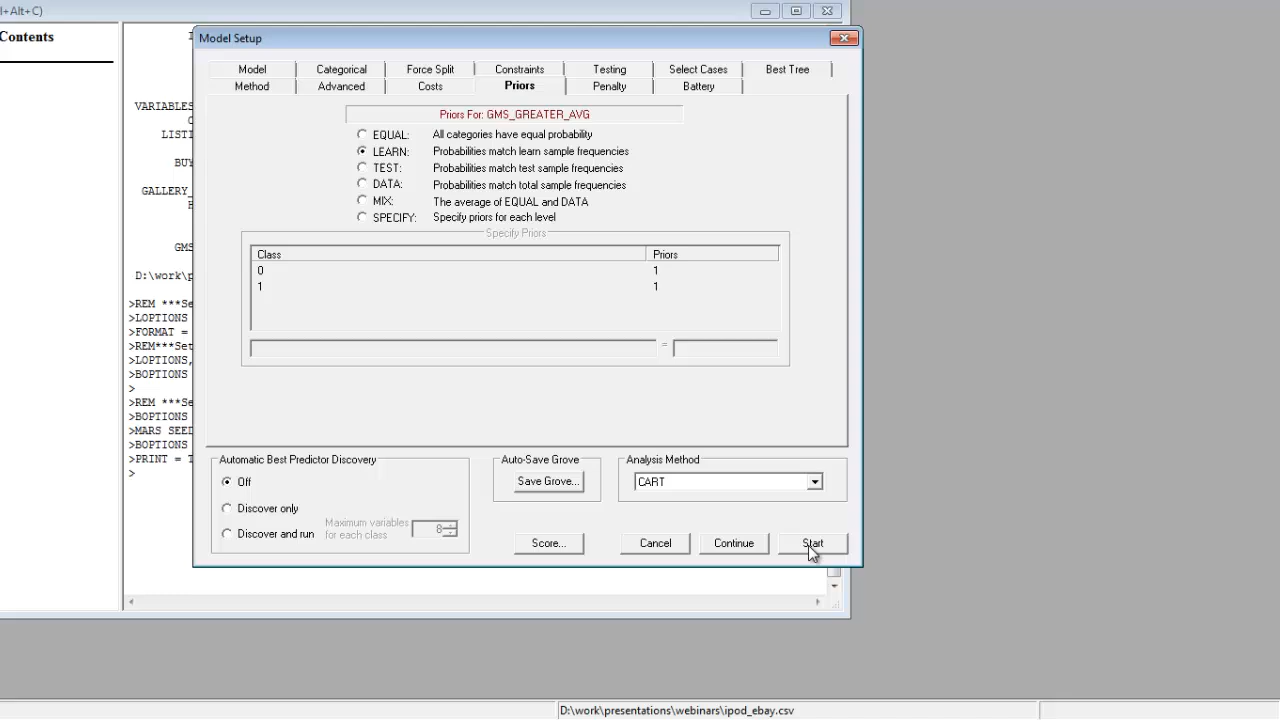 l+Alt+C)
Contents
VARIABLES
LISTI
BUY
GALLERY_
GMS
D:\work\p
>REM ***Se
>LOPTIONS
>FORMAT =
>REM***Set
>LOPTIONS,
>BOPTIONS
>
>REM ***Se
>BOPTIONS
>MARS SEED
>BOPTIONS
>PRINT = T
>
Model Setup
Model Categorical Force Split Constraints Testing Select Cases Best Tree
Method Advanced Costs Priors Penalty Battery
Priors For: GMS_GREATER_AVG
EQUAL: All categories have equal probability
LEARN: Probabilities match learn sample frequencies
TEST: Probabilities match test sample frequencies
DATA: Probabilities match total sample frequencies
MIX: The average of EQUAL and DATA
SPECIFY: Specify priors for each level
Specify Priors
Class Priors
0 1
1 1
=
Automatic Best Predictor Discovery
Off
Discover only
Discover and run
Maximum variables
for each class
8
Auto-Save Grove
Save Grove...
Analysis Method
CART
Score... Cancel Continue Start
D:\work\presentations\webinars\ipod_ebay.csv